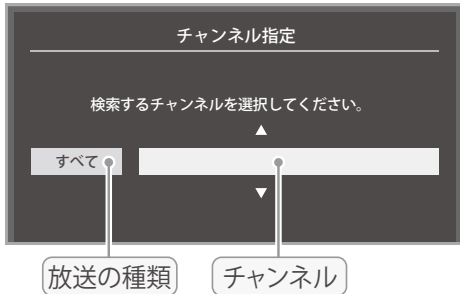 チャンネル指定
検索するチャンネルを選択してください。
▲
すべて
▼
放送の種類 チャンネル